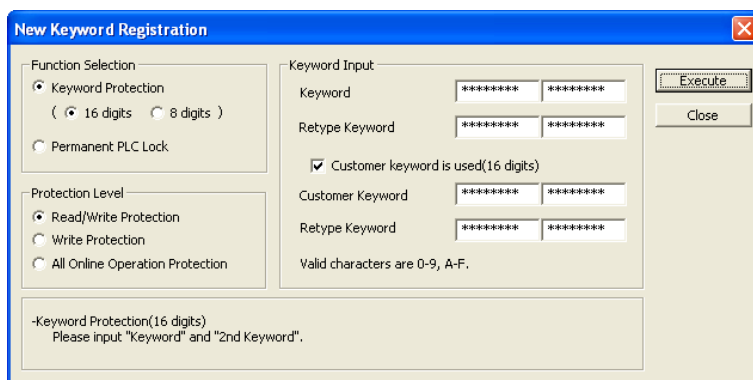 New Keyword Registration
Function Selection
Keyword Protection
( 16 digits 8 digits )
Permanent PLC Lock
Protection Level
Read/Write Protection
Write Protection
All Online Operation Protection
Keyword Input
Keyword ******** ********
Retype Keyword ******** ********
Customer keyword is used(16 digits)
Customer Keyword ******** ********
Retype Keyword ******** ********
Valid characters are 0-9, A-F.
Execute
Close
-Keyword Protection(16 digits)
Please input "Keyword" and "2nd Keyword".